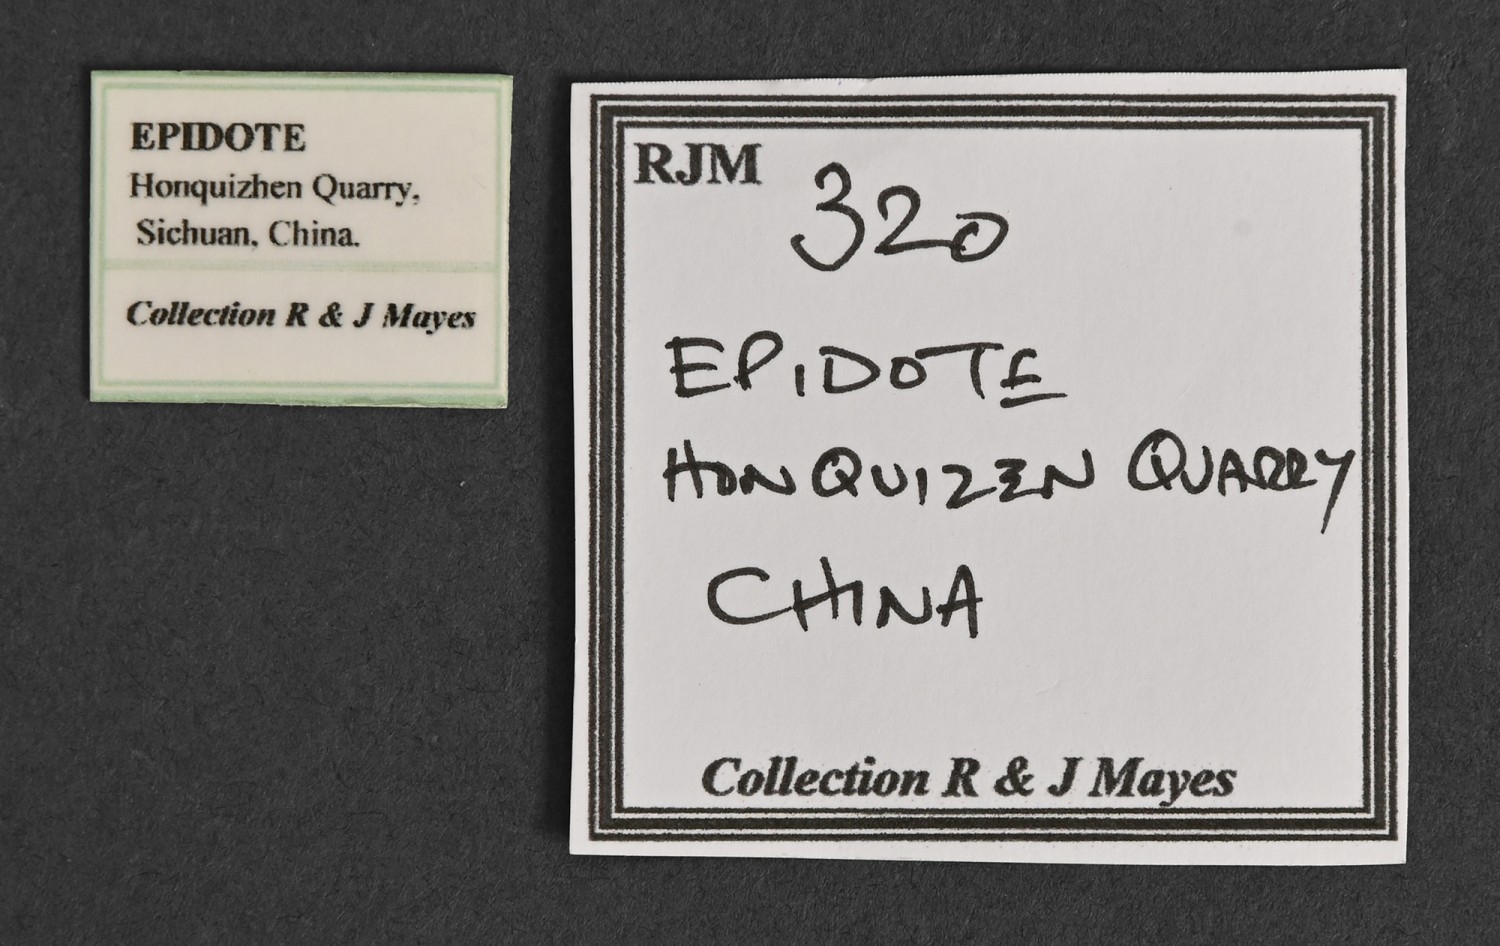 EPIDOTE
Honquizhen Quarry,
Sichuan, China.
Collection R & J Mayes
RJM 320
EPIDOTE
HONQUIZEN QUARRY
CHINA
Collection R & J Mayes